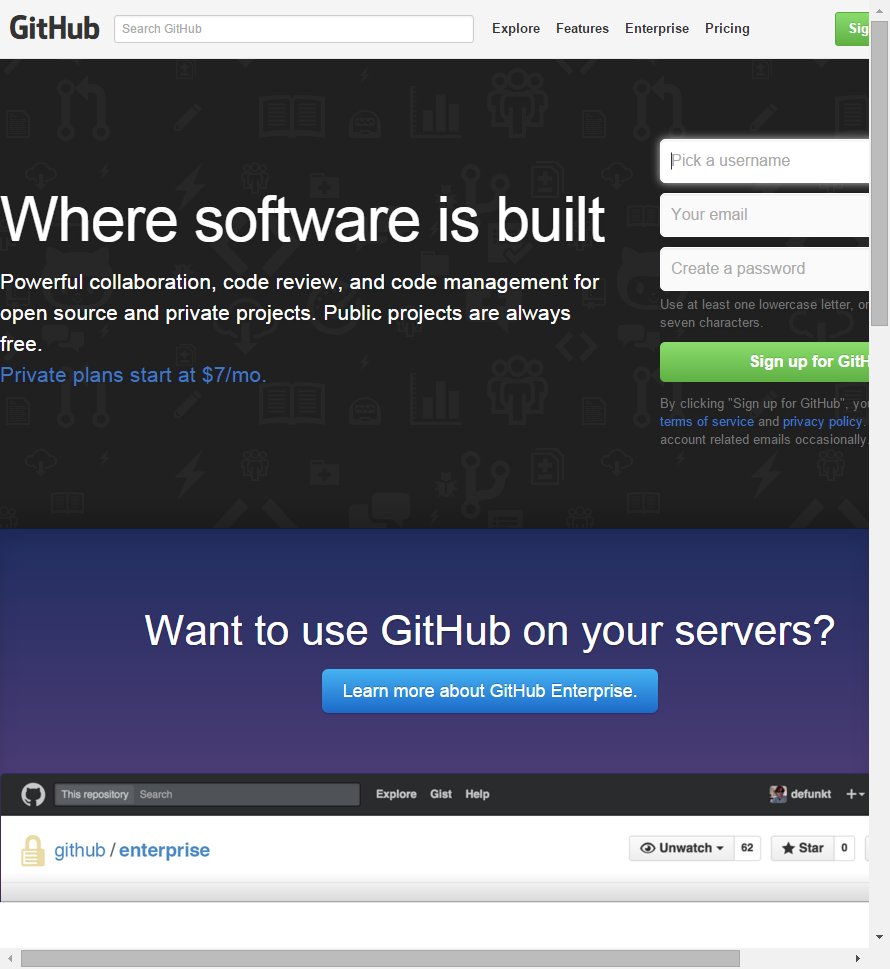 GitHub
Search GitHub
Explore Features Enterprise Pricing
Sig
Where software is built
Powerful collaboration, code review, and code management for
open source and private projects. Public projects are always
free.
Private plans start at $7/mo.
Pick a username
Your email
Create a password
Use at least one lowercase letter, or
seven characters.
Sign up for GitH
By clicking "Sign up for GitHub", you
terms of service and privacy policy.
account related emails occasionally.
Want to use GitHub on your servers?
Learn more about GitHub Enterprise.
This repository Search Explore Gist Help defunkt
github / enterprise Unwatch 62 Star 0